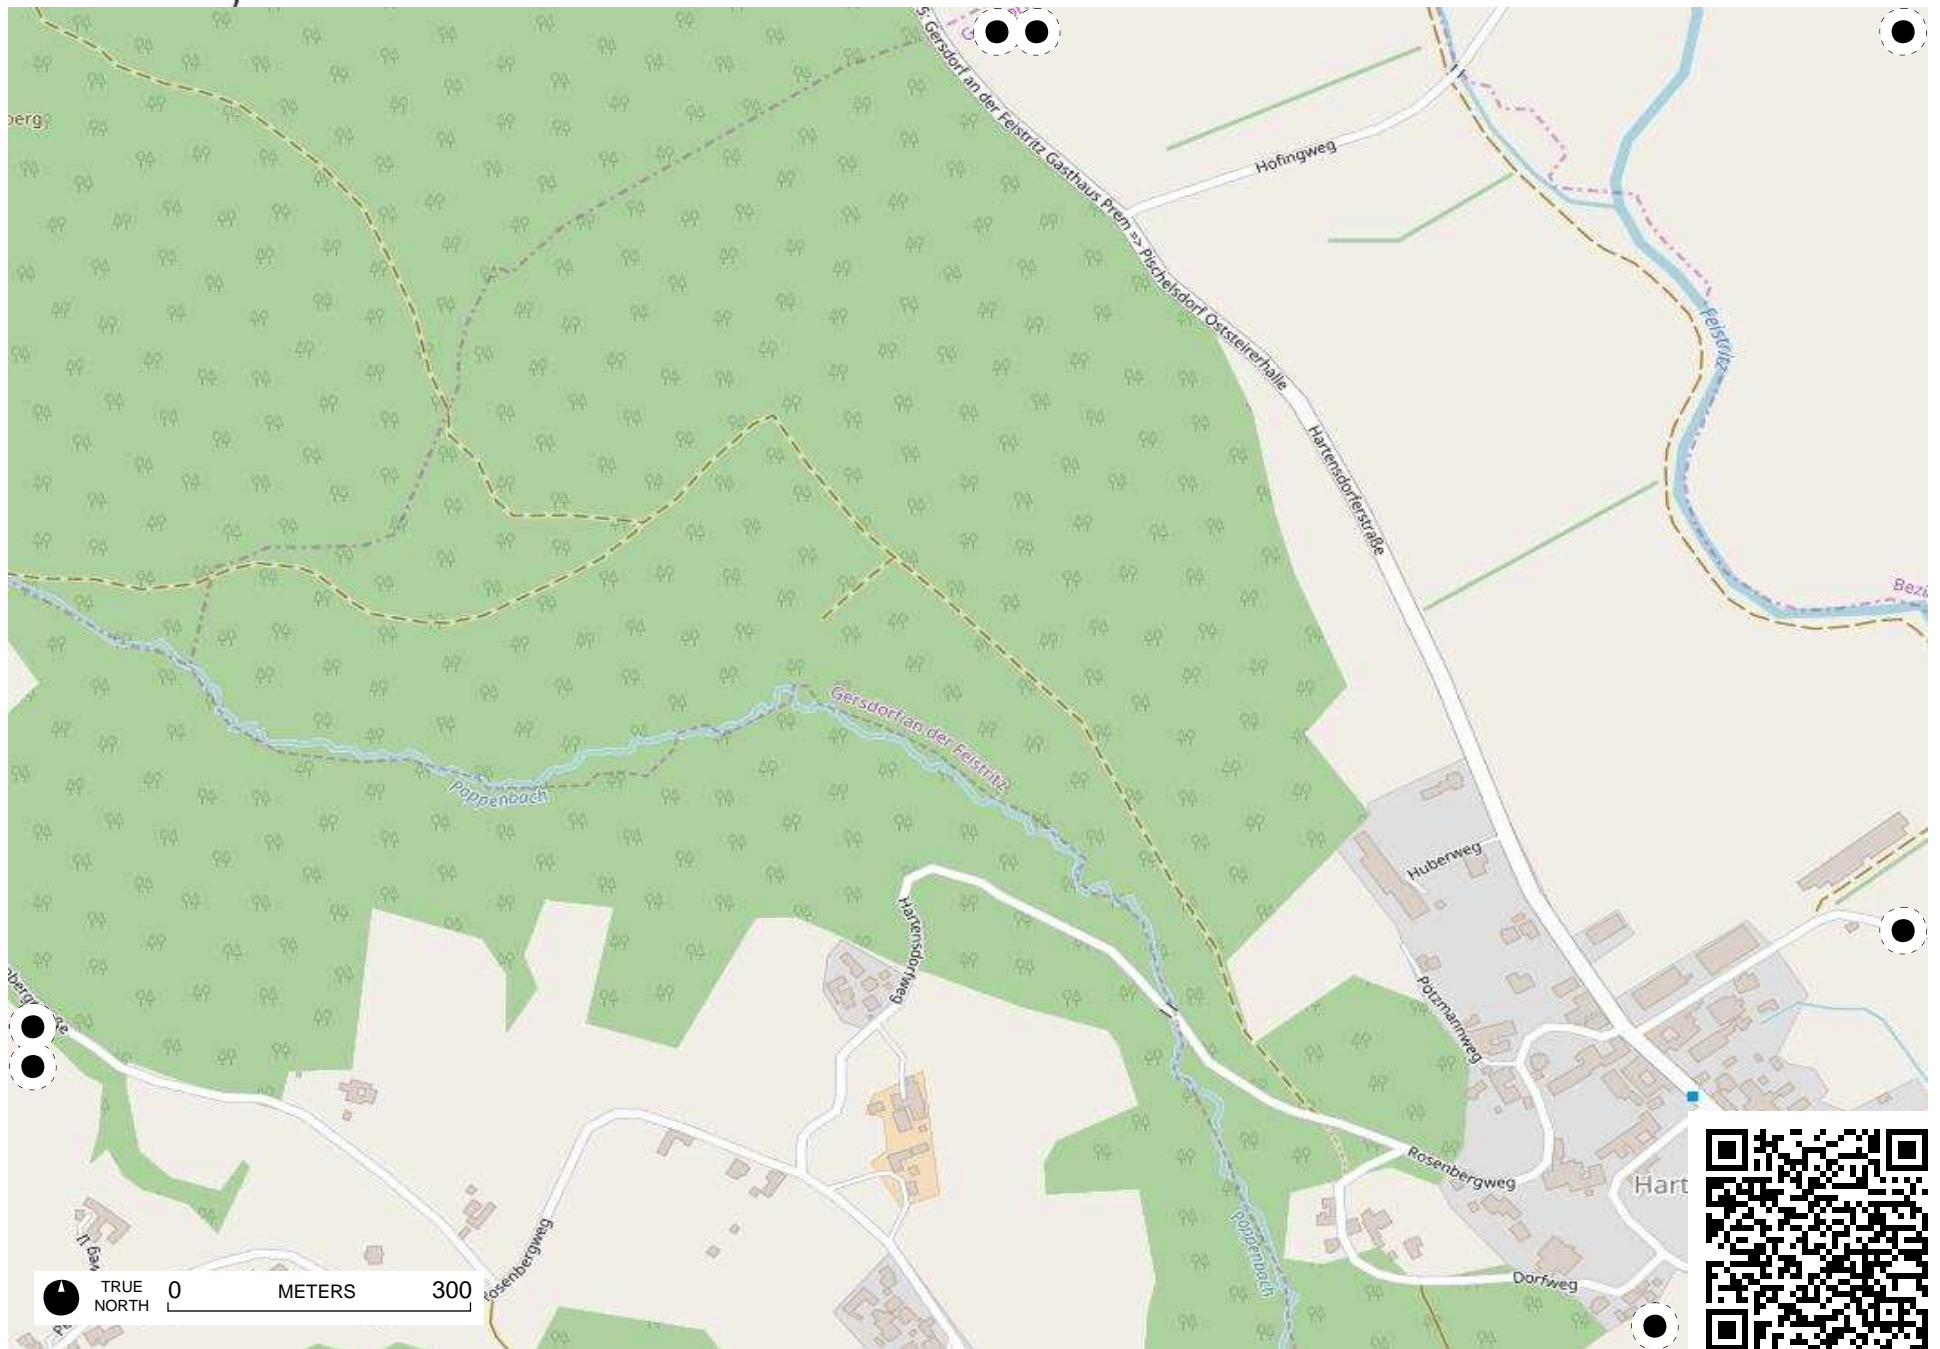 S: Gersdorf an der Feistritz Gasthaus Prem => Pischelsdorf Oststeirerhalle
Hofingweg
Feistritz
Hartensdorferstraße
Gersdorf an der Feistritz
Poppenbach
Huberweg
Hartensdorfweg
Potzmannweg
Rosenbergweg
Hart
Poppenbach
Dorfweg
Rosenbergweg
TRUE
NORTH
0 METERS 300